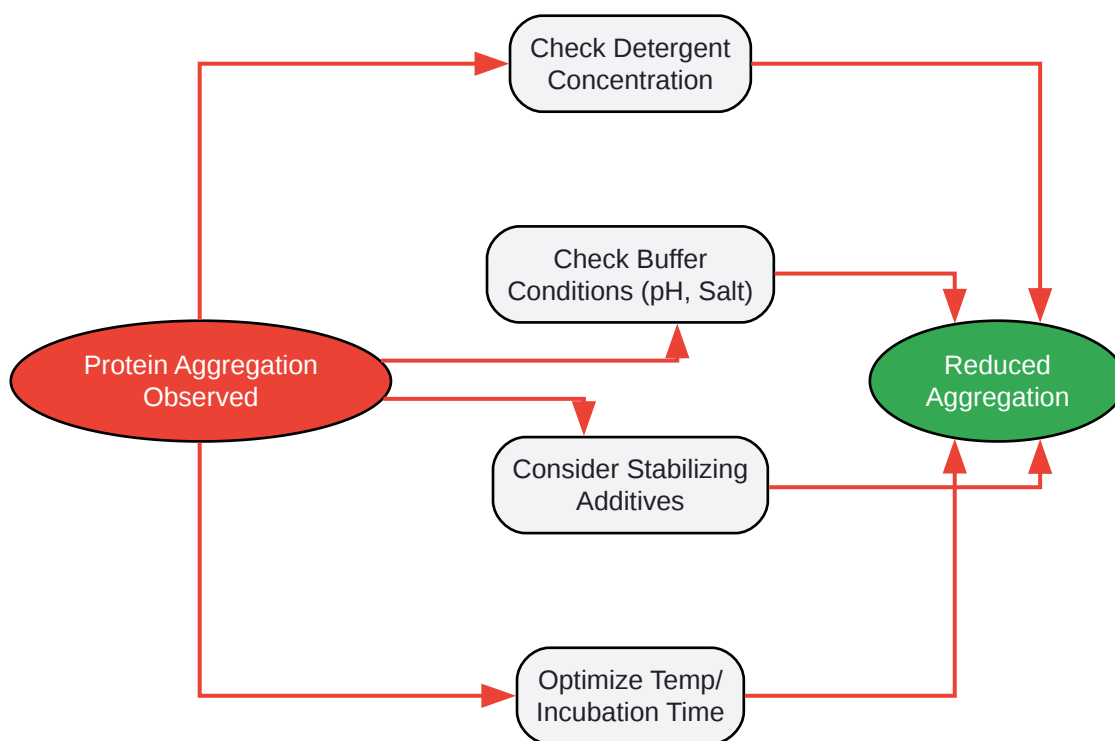 Check Detergent
Concentration
Check Buffer
Conditions (pH, Salt)
Protein Aggregation
Observed
Reduced
Aggregation
Consider Stabilizing
Additives
Optimize Temp/
Incubation Time